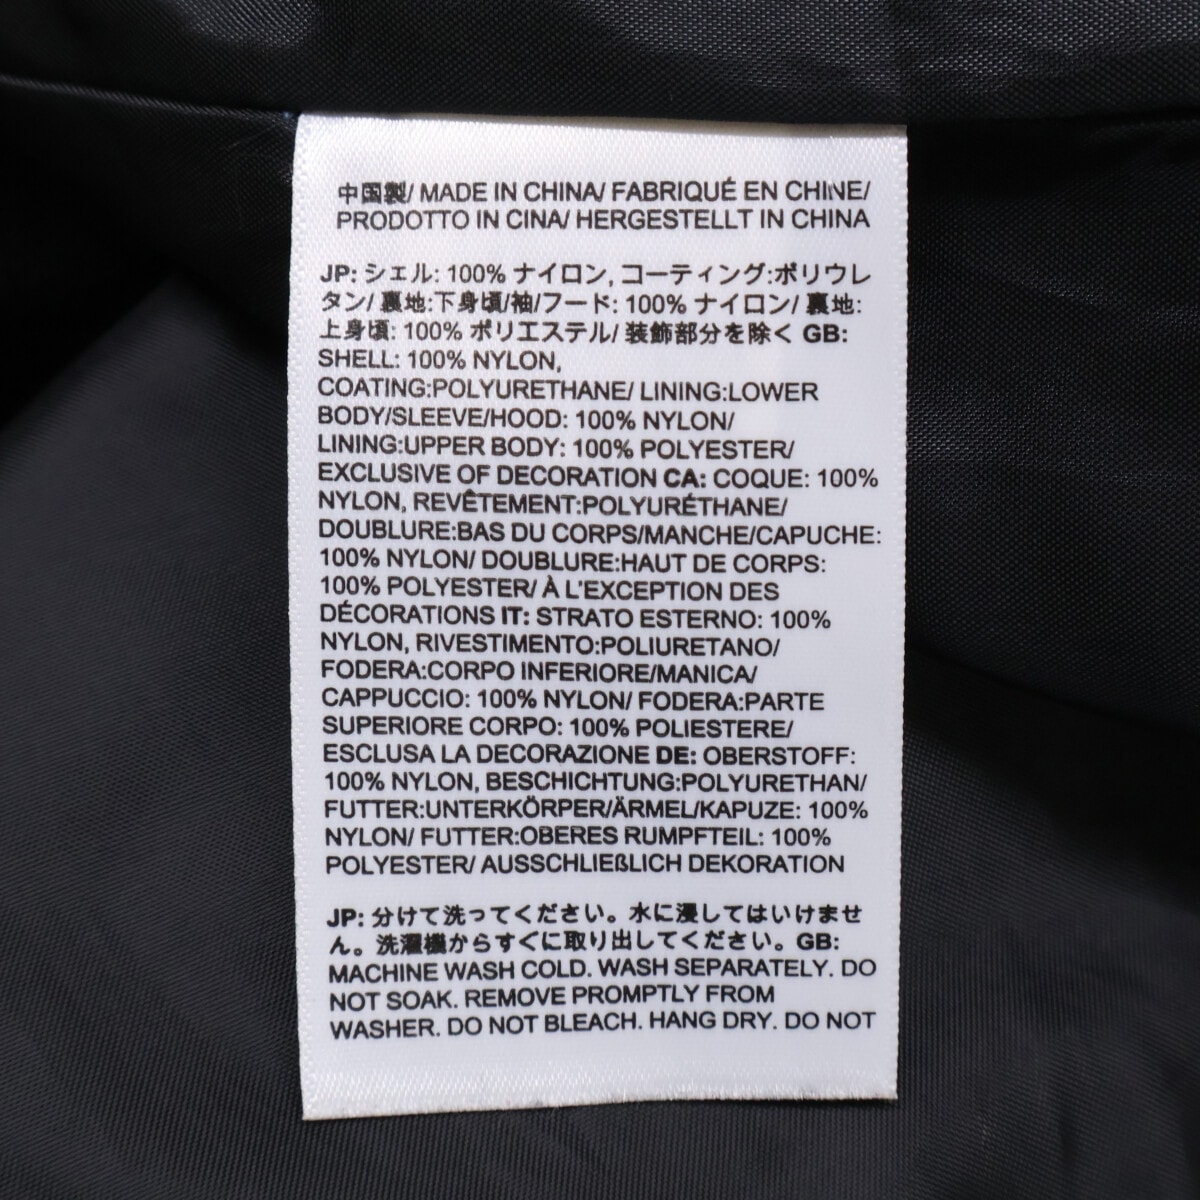 中国製/ MADE IN CHINA/ FABRIQUÉ EN CHINE/
PRODOTTO IN CINA/ HERGESTELLT IN CHINA
JP: シェル: 100% ナイロン, コーティング:ポリウレ
タン/ 裏地:下身頃/袖/フード: 100% ナイロン/ 裏地:
上身頃: 100% ポリエステル/ 装飾部分を除く GB:
SHELL: 100% NYLON,
COATING:POLYURETHANE/ LINING:LOWER
BODY/SLEEVE/HOOD: 100% NYLON/
LINING:UPPER BODY: 100% POLYESTER/
EXCLUSIVE OF DECORATION CA: COQUE: 100%
NYLON, REVÊTEMENT:POLYURÉTHANE/
DOUBLURE:BAS DU CORPS/MANCHE/CAPUCHE:
100% NYLON/ DOUBLURE:HAUT DE CORPS:
100% POLYESTER/ À L'EXCEPTION DES
DÉCORATIONS IT: STRATO ESTERNO: 100%
NYLON, RIVESTIMENTO:POLIURETANO/
FODERA:CORPO INFERIORE/MANICA/
CAPPUCCIO: 100% NYLON/ FODERA:PARTE
SUPERIORE CORPO: 100% POLIESTERE/
ESCLUSA LA DECORAZIONE DE: OBERSTOFF:
100% NYLON, BESCHICHTUNG:POLYURETHAN/
FUTTER:UNTERKÖRPER/ÄRMEL/KAPUZE: 100%
NYLON/ FUTTER:OBERES RUMPFTEIL: 100%
POLYESTER/ AUSSCHLIEßLICH DEKORATION
JP: 分けて洗ってください。水に浸してはいけませ
ん。洗濯機からすぐに取り出してください。GB:
MACHINE WASH COLD. WASH SEPARATELY. DO
NOT SOAK. REMOVE PROMPTLY FROM
WASHER. DO NOT BLEACH. HANG DRY. DO NOT